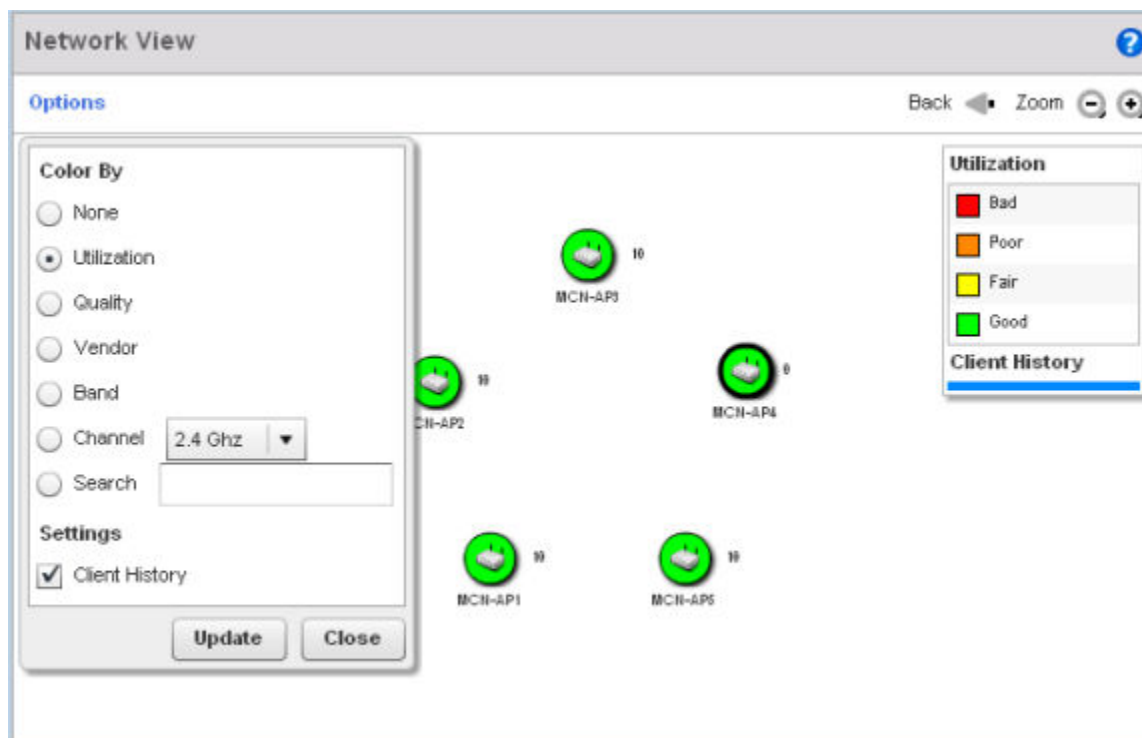 Network View
?
Options
Back Zoom
Color By
None
Utilization
Quality
Vendor
Band
Channel 2.4 Ghz
Search
Settings
Client History
Update Close
10
MCN-AP3
10
CN-AP2
0
MCN-AP4
10
MCN-AP1
10
MCN-AP5
Utilization
Bad
Poor
Fair
Good
Client History